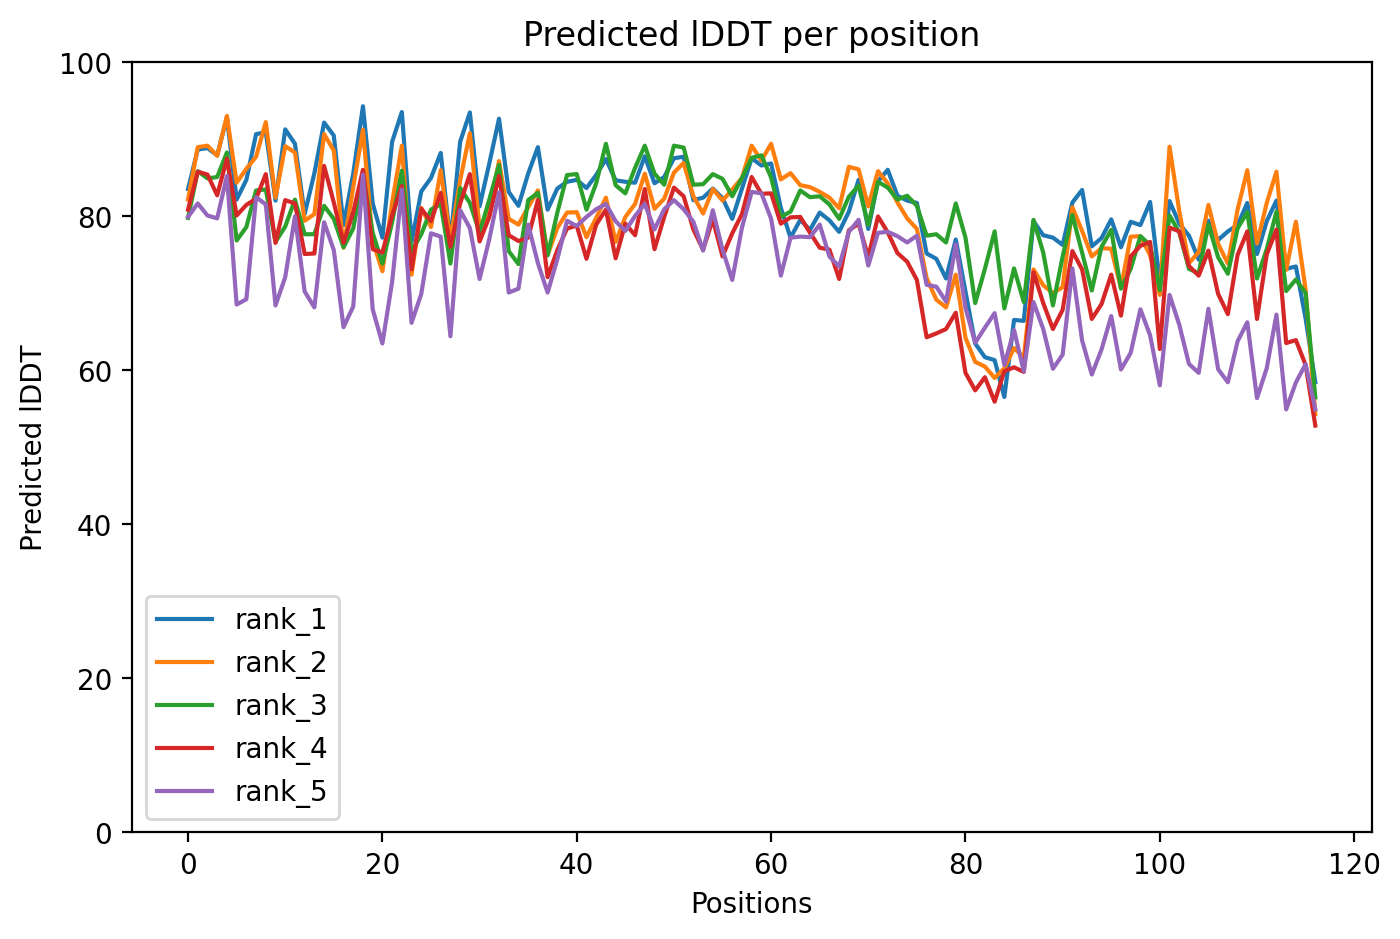 Predicted lDDT per position
100
80
60
40
20
0
Predicted lDDT
rank_1
rank_2
rank_3
rank_4
rank_5
0 20 40 60 80 100 120
Positions